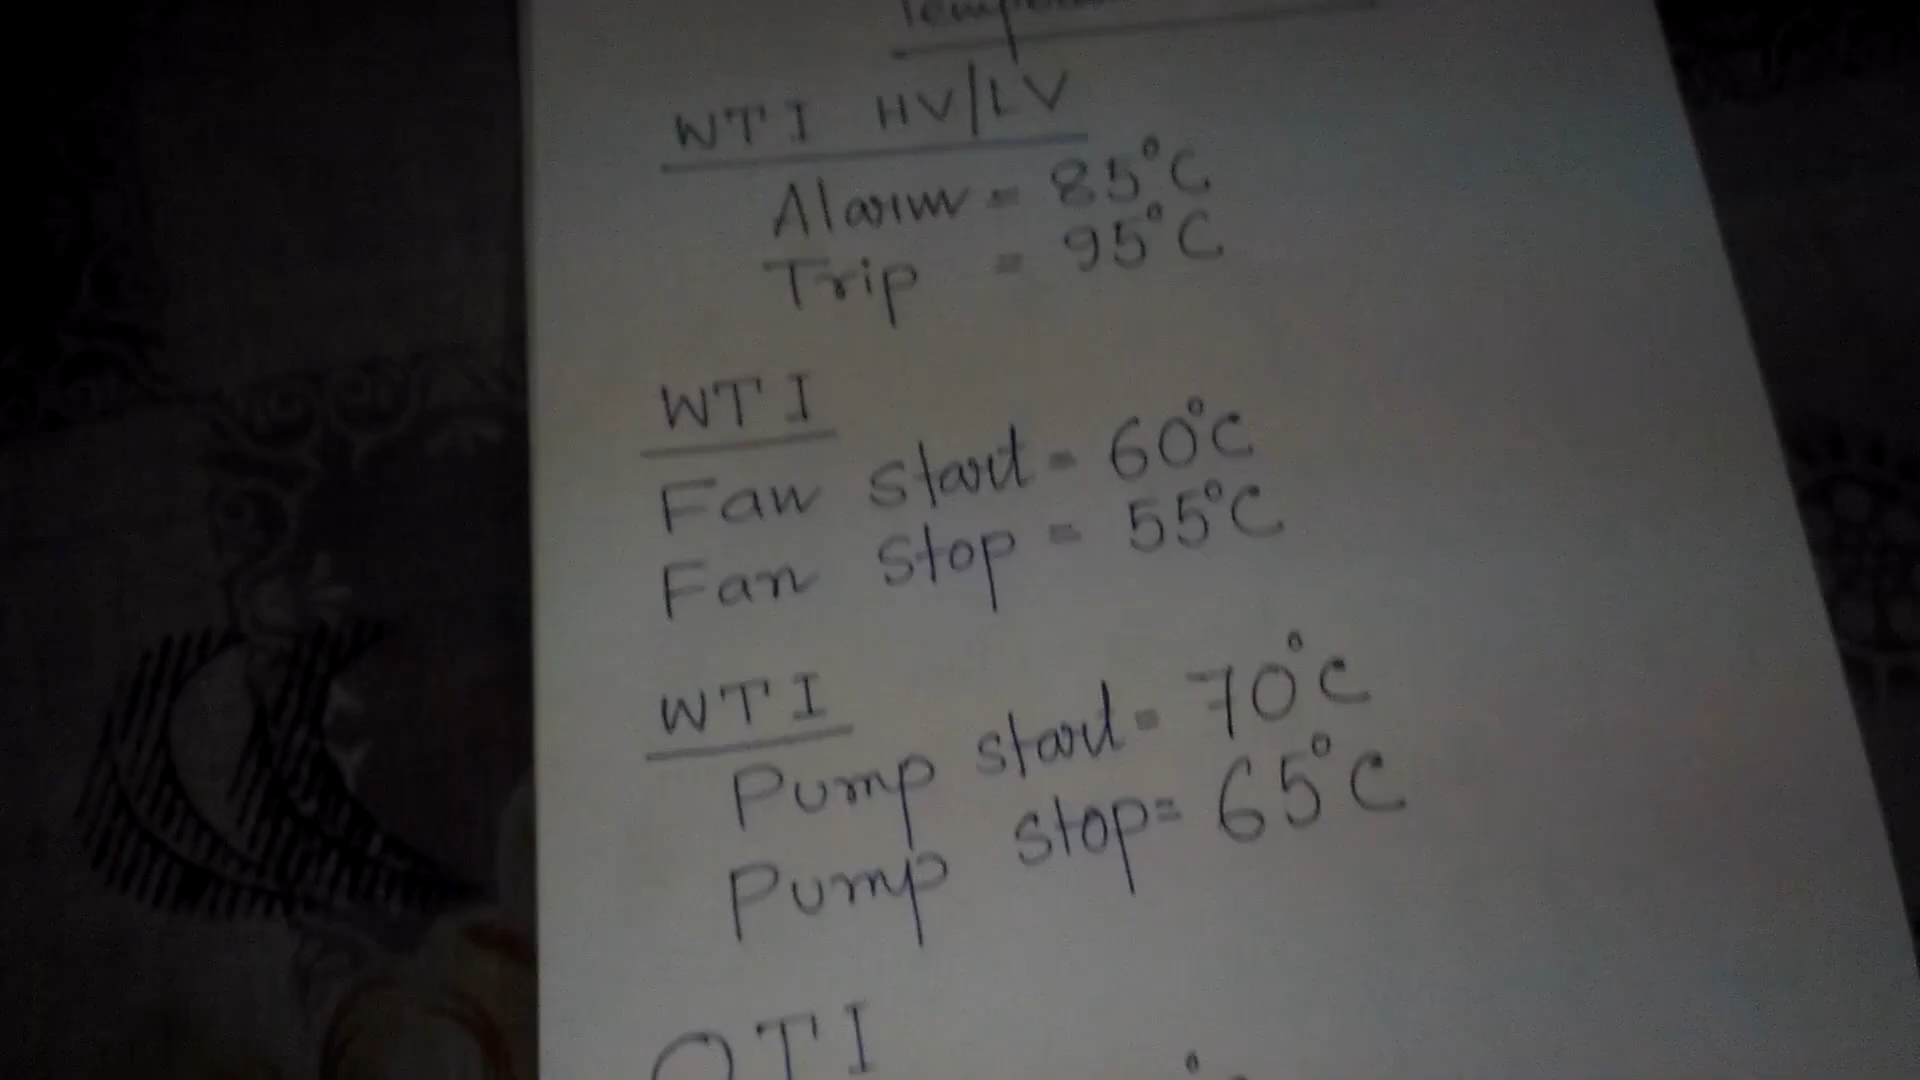 WTI HV/LV
Alarm = 85°C
Trip = 95°C
WTI
Fan start = 60°C
Fan stop = 55°C
WTI
Pump start = 70°C
Pump stop = 65°C
OTI